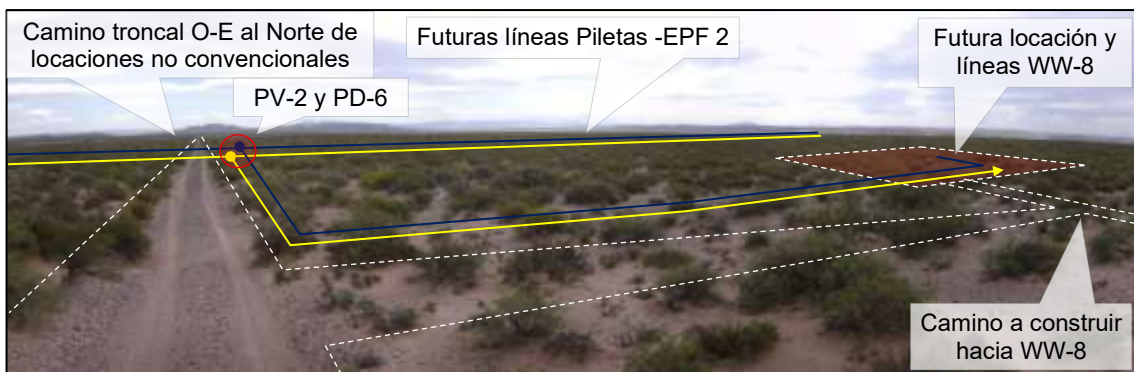 Camino troncal O-E al Norte de
locaciones no convencionales
PV-2 y PD-6
Futuras líneas Piletas -EPF 2
Futura locación y
líneas WW-8
Camino a construir
hacia WW-8